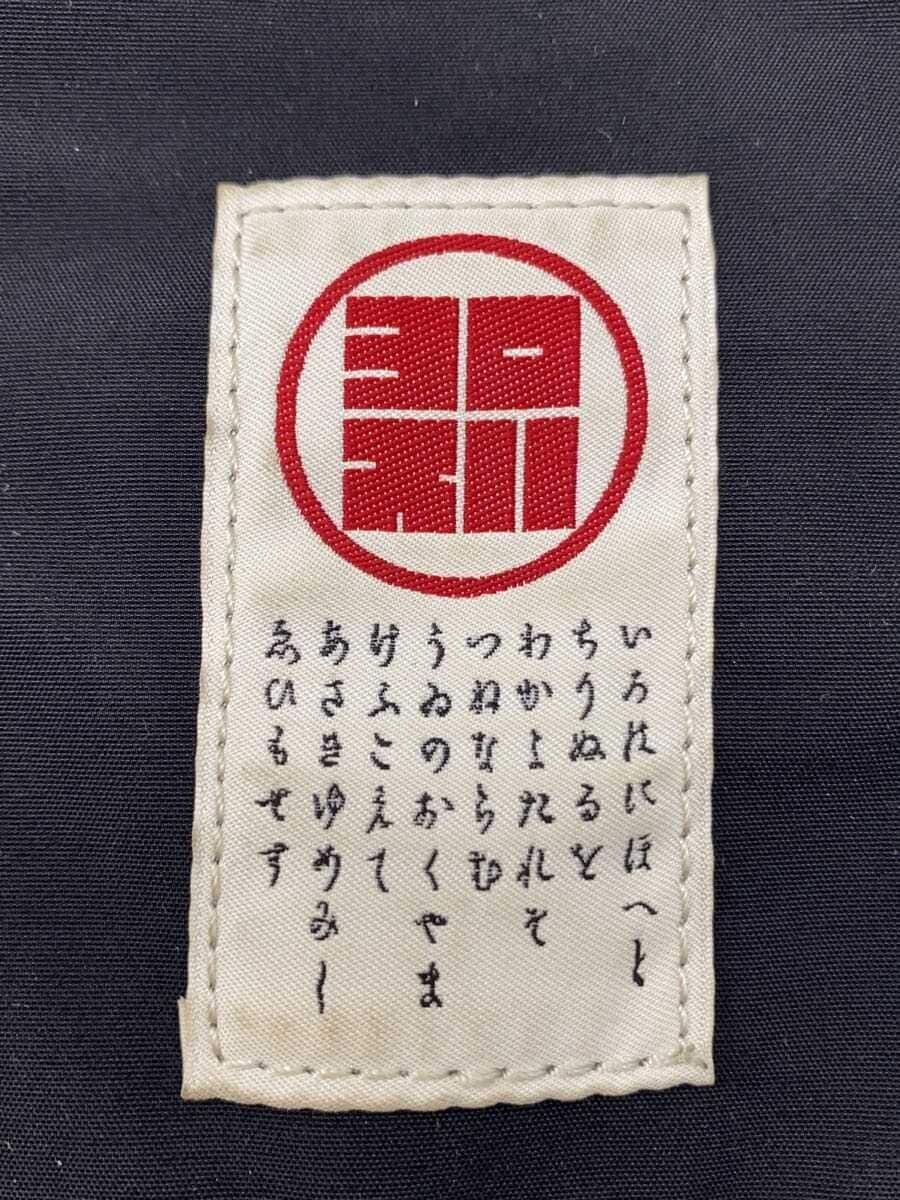 いろはにほへと
ちりぬるを
わかよたれそ
つねならむ
うゐのおくやま
けふこえて
あさきゆめみし
ゑひもせす